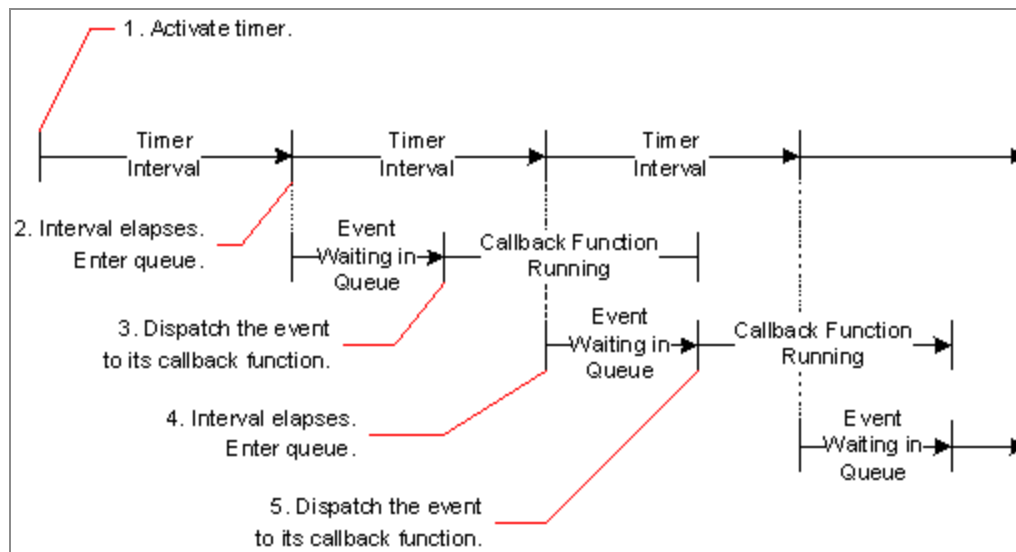 1. Activate timer.
Timer
Interval
Timer
Interval
Timer
Interval
2. Interval elapses.
Enter queue.
Event
Waiting in
Queue
Callback Function
Running
3. Dispatch the event
to its callback function.
Event
Waiting in
Queue
Callback Function
Running
4. Interval elapses.
Enter queue.
Event
Waiting in
Queue
5. Dispatch the event
to its callback function.